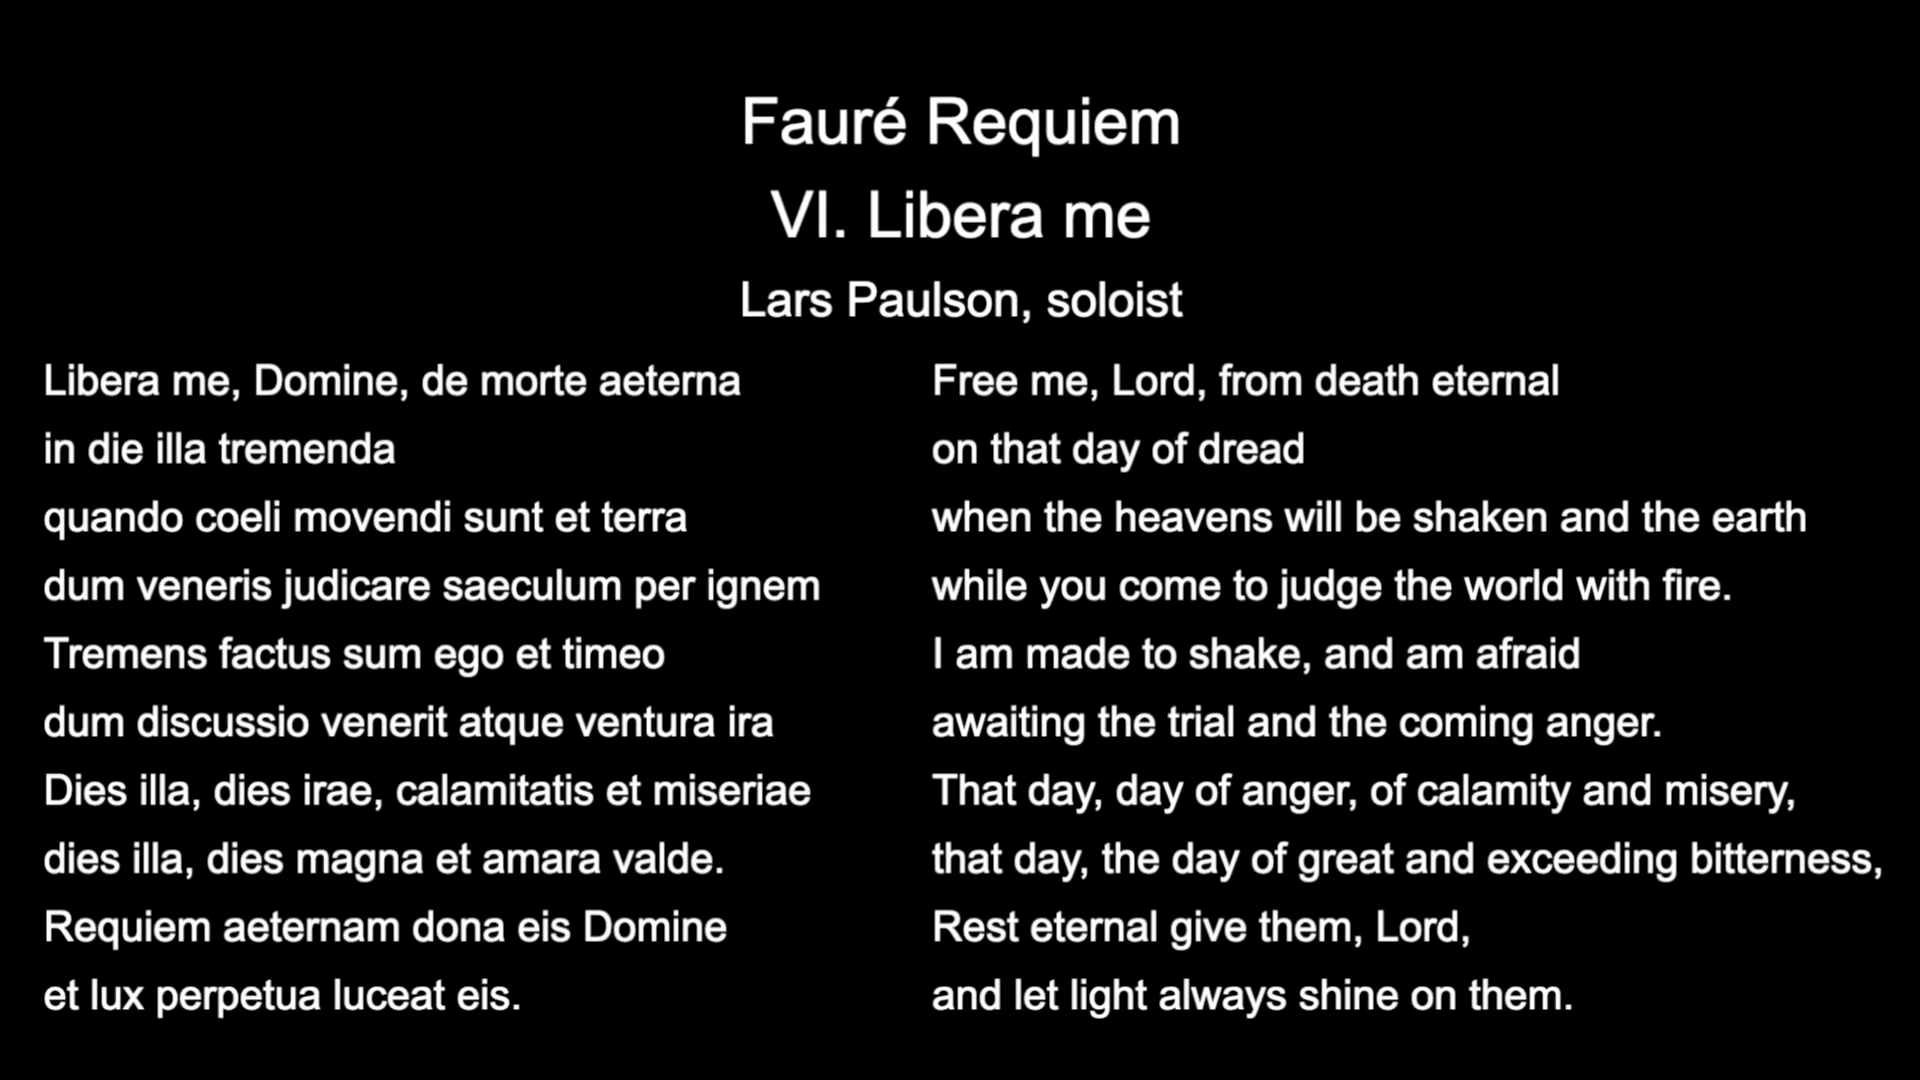 Fauré Requiem
VI. Libera me
Lars Paulson, soloist
Libera me, Domine, de morte aeterna
in die illa tremenda
quando coeli movendi sunt et terra
dum veneris judicare saeculum per ignem
Tremens factus sum ego et timeo
dum discussio venerit atque ventura ira
Dies illa, dies irae, calamitatis et miseriae
dies illa, dies magna et amara valde.
Requiem aeternam dona eis Domine
et lux perpetua luceat eis.
Free me, Lord, from death eternal
on that day of dread
when the heavens will be shaken and the earth
while you come to judge the world with fire.
I am made to shake, and am afraid
awaiting the trial and the coming anger.
That day, day of anger, of calamity and misery,
that day, the day of great and exceeding bitterness,
Rest eternal give them, Lord,
and let light always shine on them.